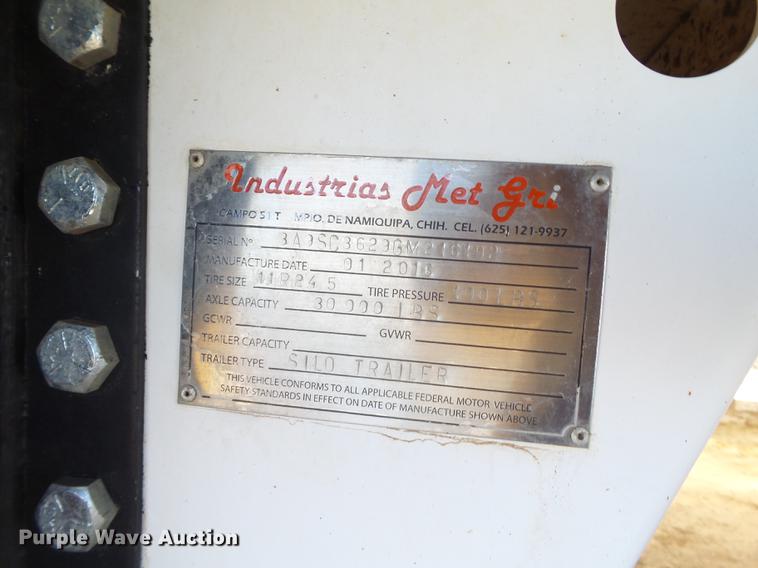 Industrias Met Gri
CAMPO 51 T MPIO. DE NAMIQUIPA, CHIH. CEL. (625) 121-9937
SERIAL Nº
MANUFACTURE DATE 01 2016
TIRE SIZE 11R24 5 TIRE PRESSURE
AXLE CAPACITY 30 000 LBS
GCWR GVWR
TRAILER CAPACITY
TRAILER TYPE SILO TRAILER
THIS VEHICLE CONFORMS TO ALL APPLICABLE FEDERAL MOTOR VEHICLE
SAFETY-STANDARDS IN EFFECT ON DATE OF MANUFACTURE SHOWN ABOVE
Purple Wave Auction